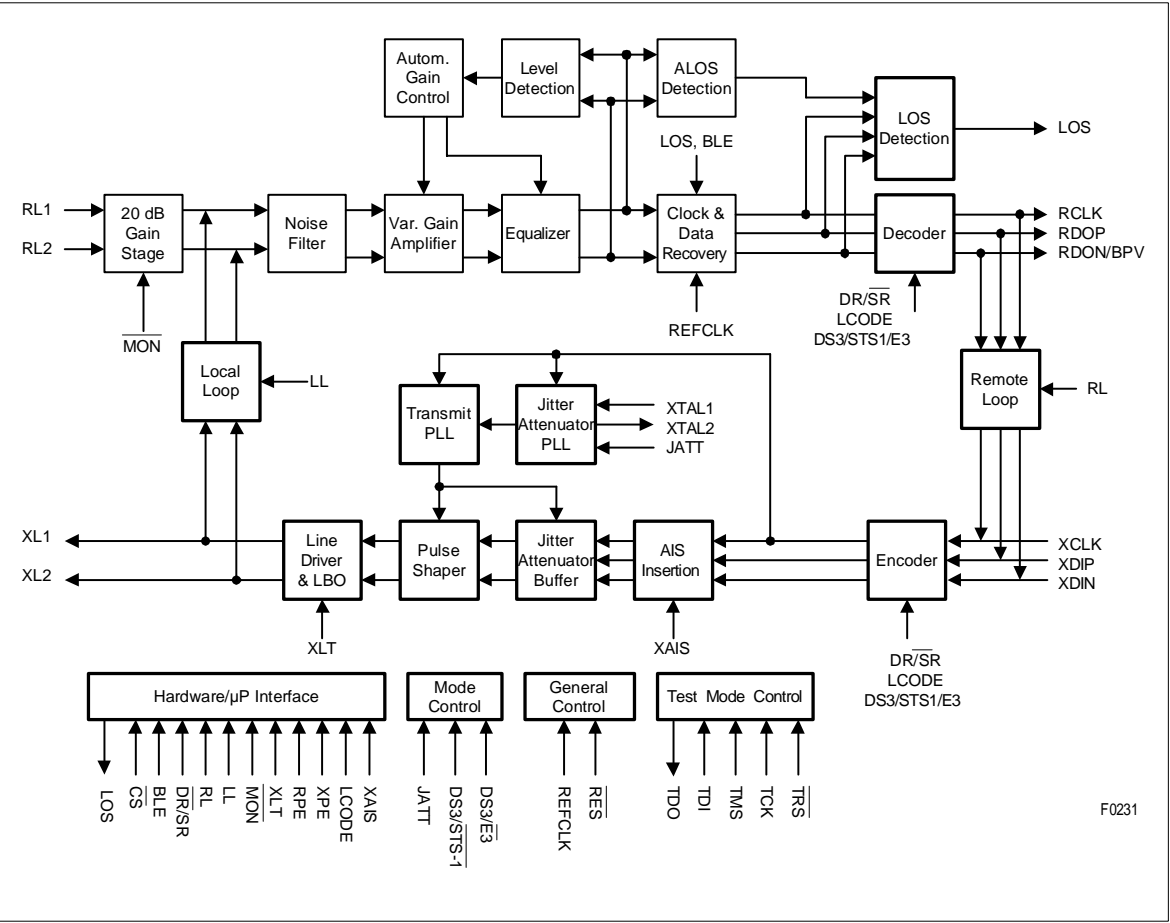 Autom.
Gain
Control
Level
Detection
ALOS
Detection
LOS
Detection
LOS
LOS, BLE
RL1
RL2
20 dB
Gain
Stage
Noise
Filter
Var. Gain
Amplifier
Equalizer
Clock &
Data
Recovery
Decoder
RCLK
RDOP
RDON/BPV
MON
REFCLK
DR/SR
LCODE
DS3/STS1/E3
Local
Loop
LL
Transmit
PLL
Jitter
Attenuator
PLL
XTAL1
XTAL2
JATT
Remote
Loop
RL
XL1
XL2
Line
Driver
& LBO
Pulse
Shaper
Jitter
Attenuator
Buffer
AIS
Insertion
Encoder
XCLK
XDIP
XDIN
XLT
XAIS
DR/SR
LCODE
DS3/STS1/E3
Hardware/µP Interface
Mode
Control
General
Control
Test Mode Control
LOS
CS
BLE
DR/SR
RL
LL
MON
XLT
RPE
XPE
LCODE
XAIS
JATT
DS3/STS-1
DS3/E3
REFCLK
RES
TDO
TDI
TMS
TCK
TRS
F0231